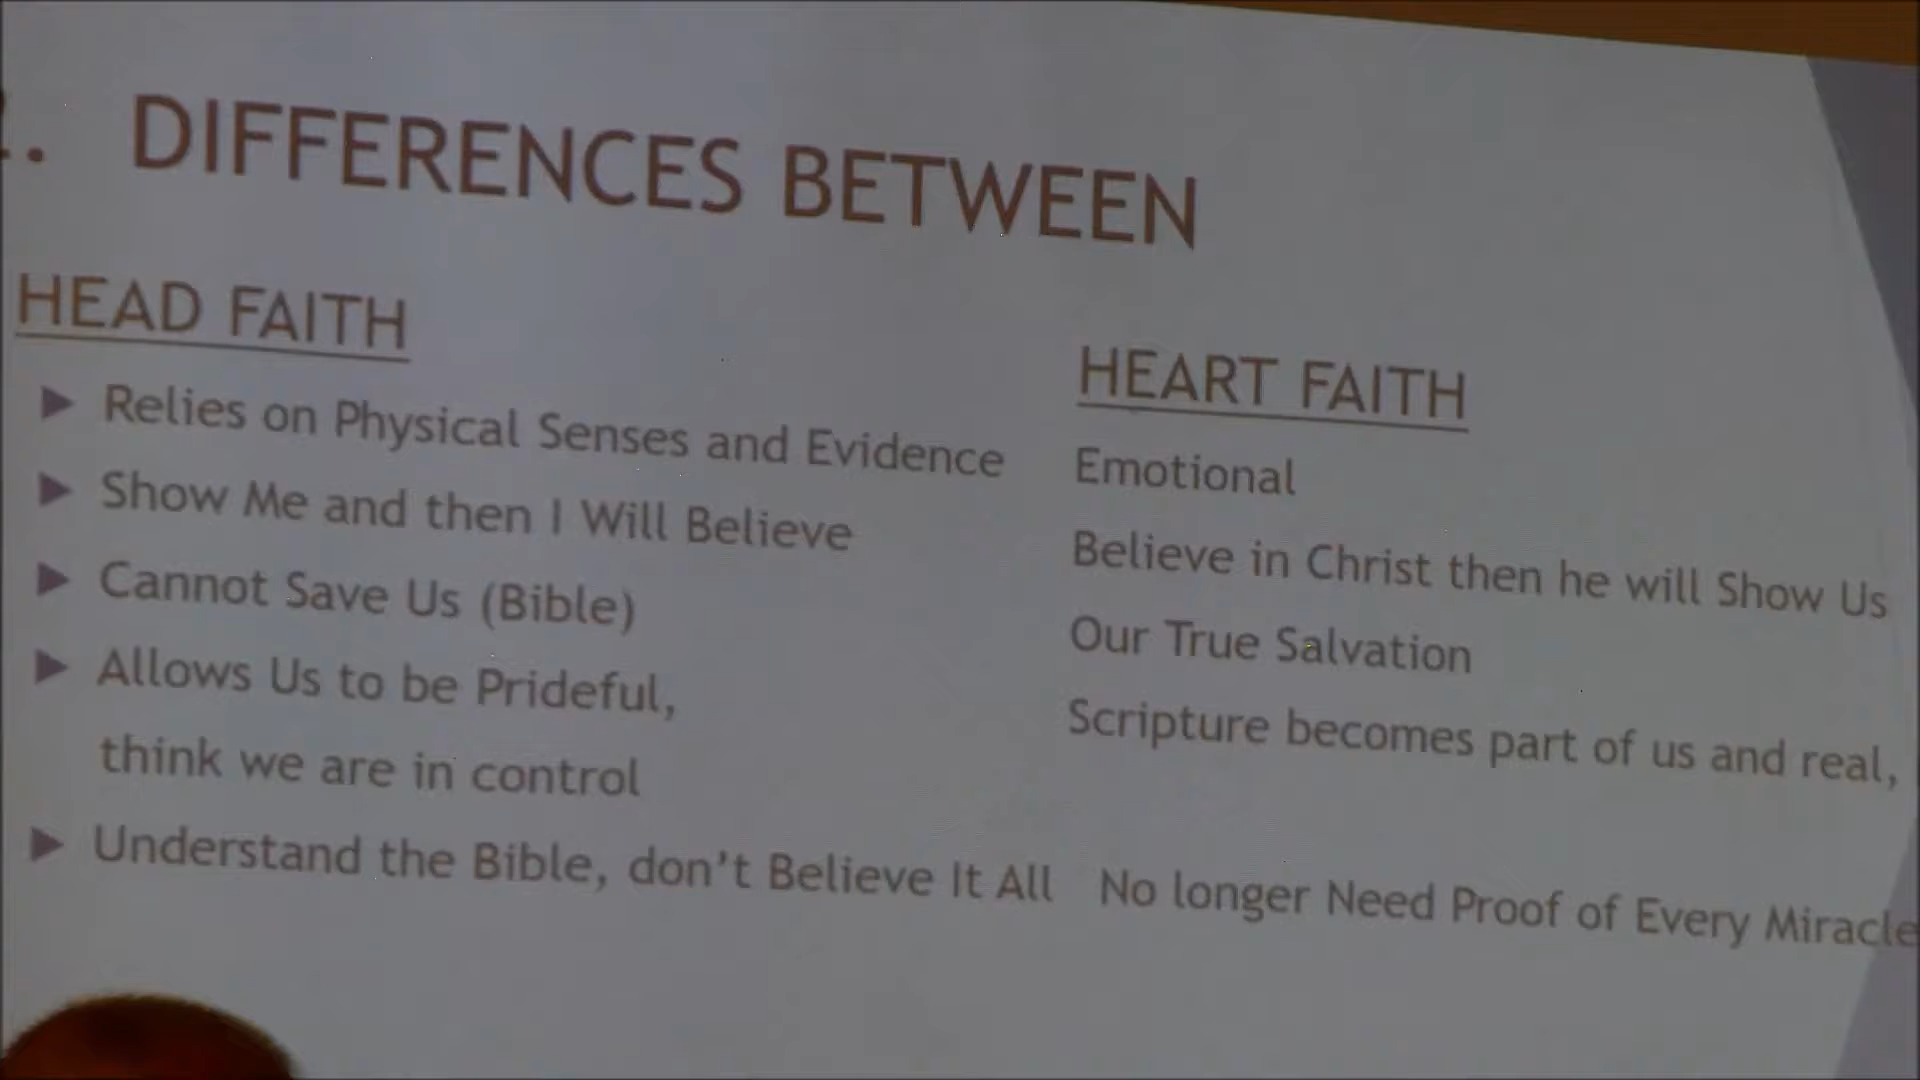 . DIFFERENCES BETWEEN
HEAD FAITH
▶ Relies on Physical Senses and Evidence
▶ Show Me and then I Will Believe
▶ Cannot Save Us (Bible)
▶ Allows Us to be Prideful,
think we are in control
▶ Understand the Bible, don't Believe It All
HEART FAITH
Emotional
Believe in Christ then he will Show Us
Our True Salvation
Scripture becomes part of us and real,
No longer Need Proof of Every Miracle